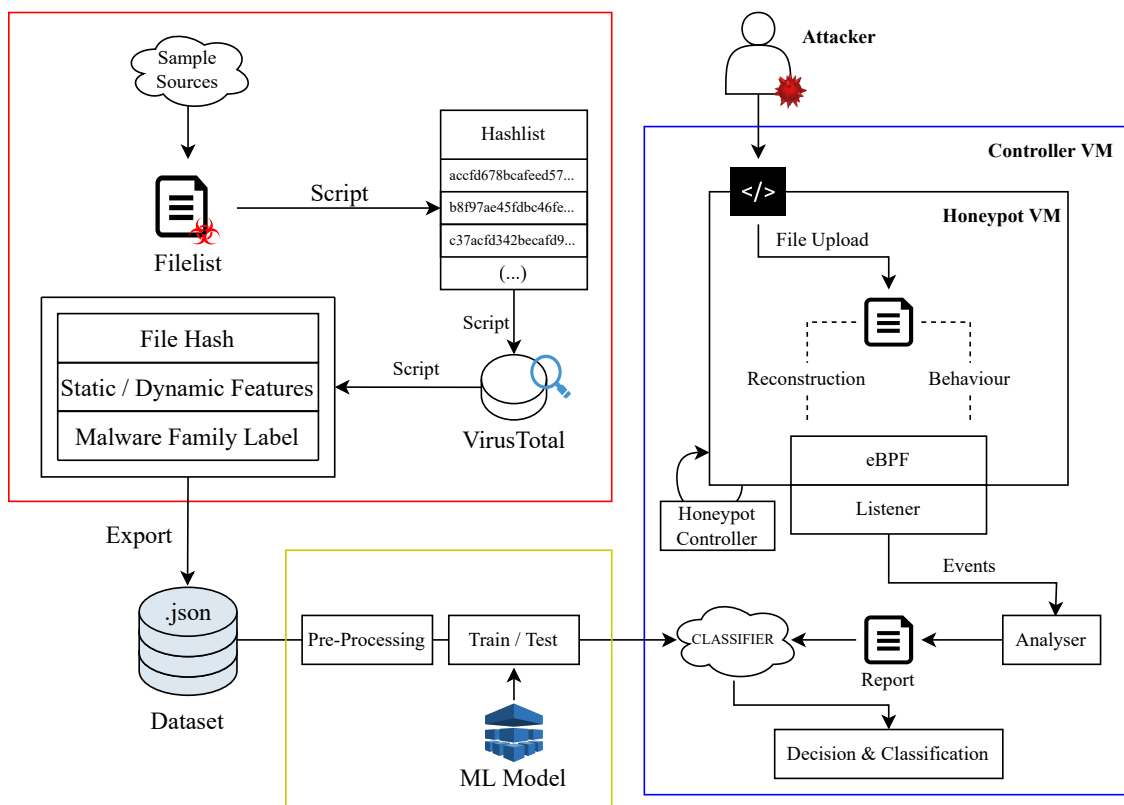 Sample
Sources
Filelist
Script
Hashlist
accfd678bcafeed57...
b8f97ae45fdbc46fe...
c37acfd342becafd9...
(...)
Script
VirusTotal
Script
File Hash
Static / Dynamic Features
Malware Family Label
Export
.json
Dataset
Pre-Processing
Train / Test
ML Model
Attacker
Controller VM
</>
Honeypot VM
File Upload
Reconstruction
Behaviour
eBPF
Listener
Honeypot
Controller
Events
Analyser
Report
CLASSIFIER
Decision & Classification